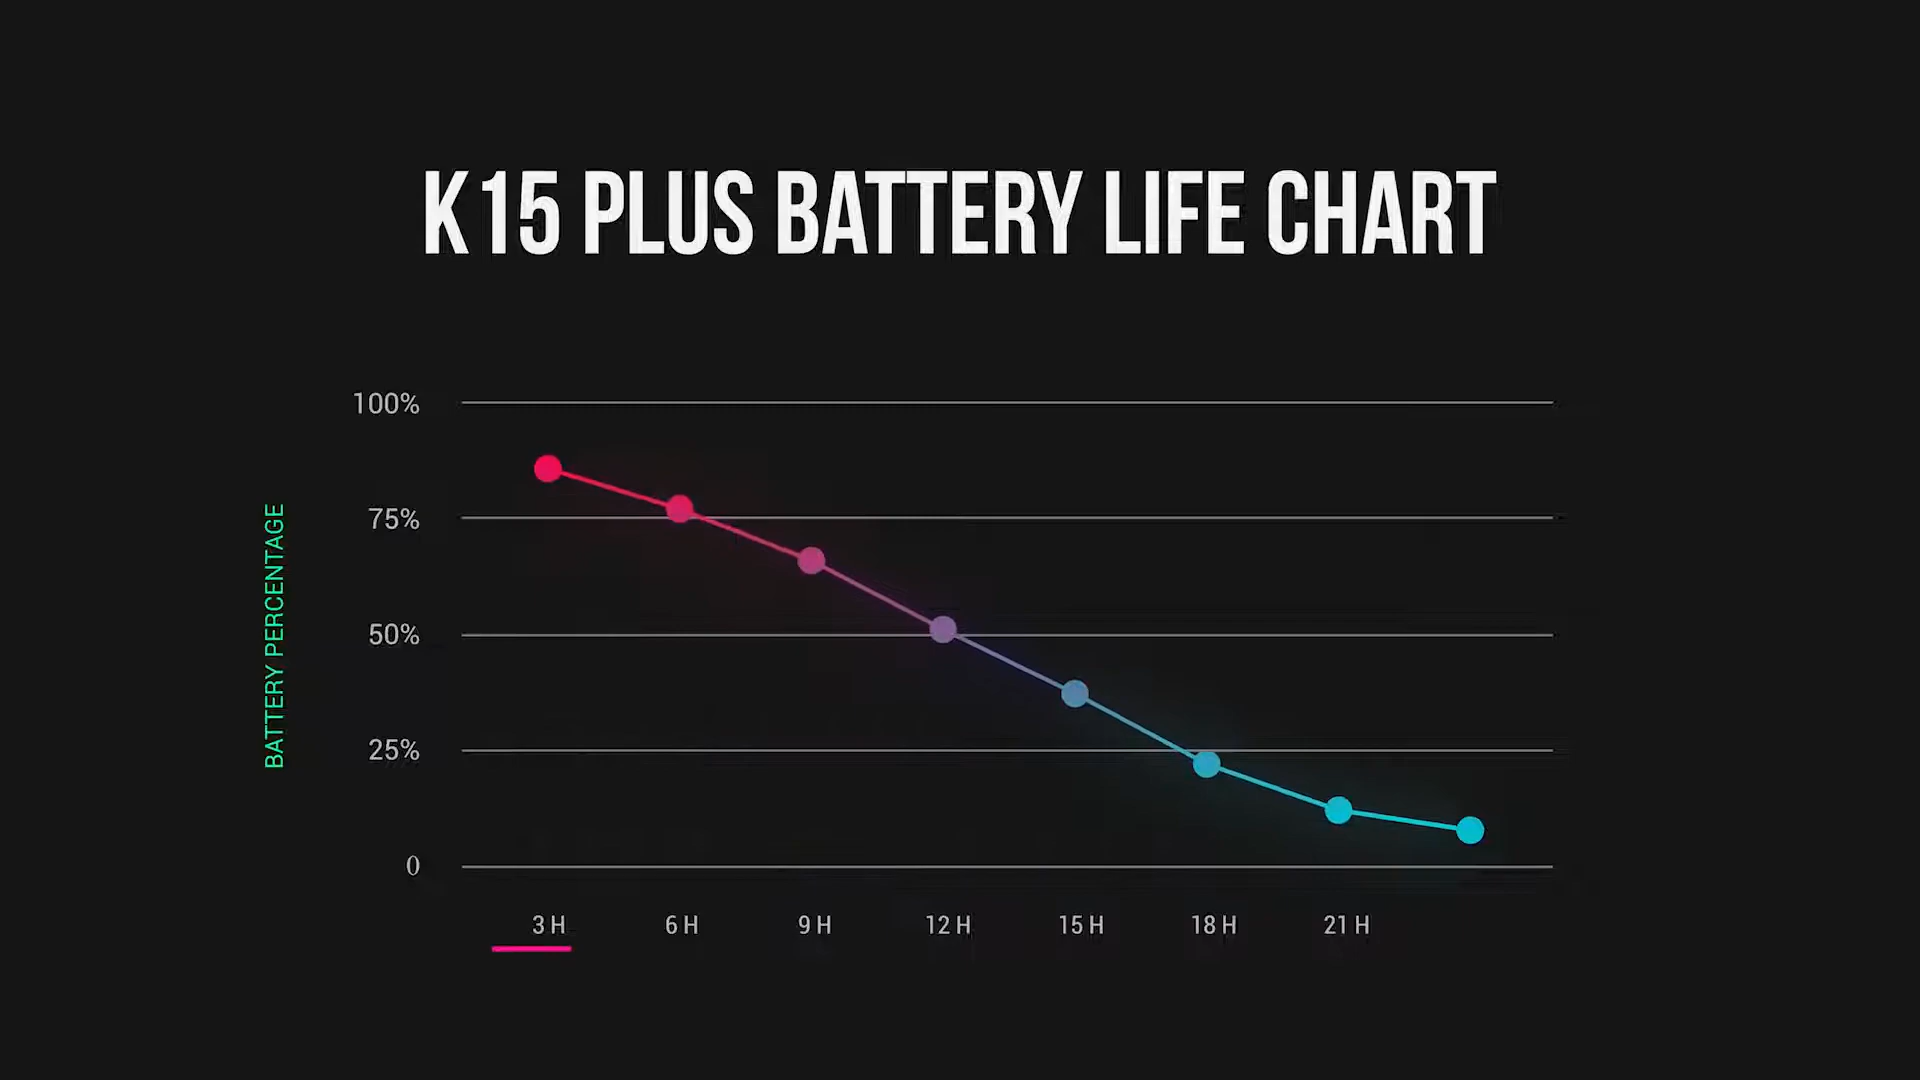 K15 PLUS BATTERY LIFE CHART
BATTERY PERCENTAGE
100%
75%
50%
25%
0
3 H
6 H
9 H
12 H
15 H
18 H
21 H